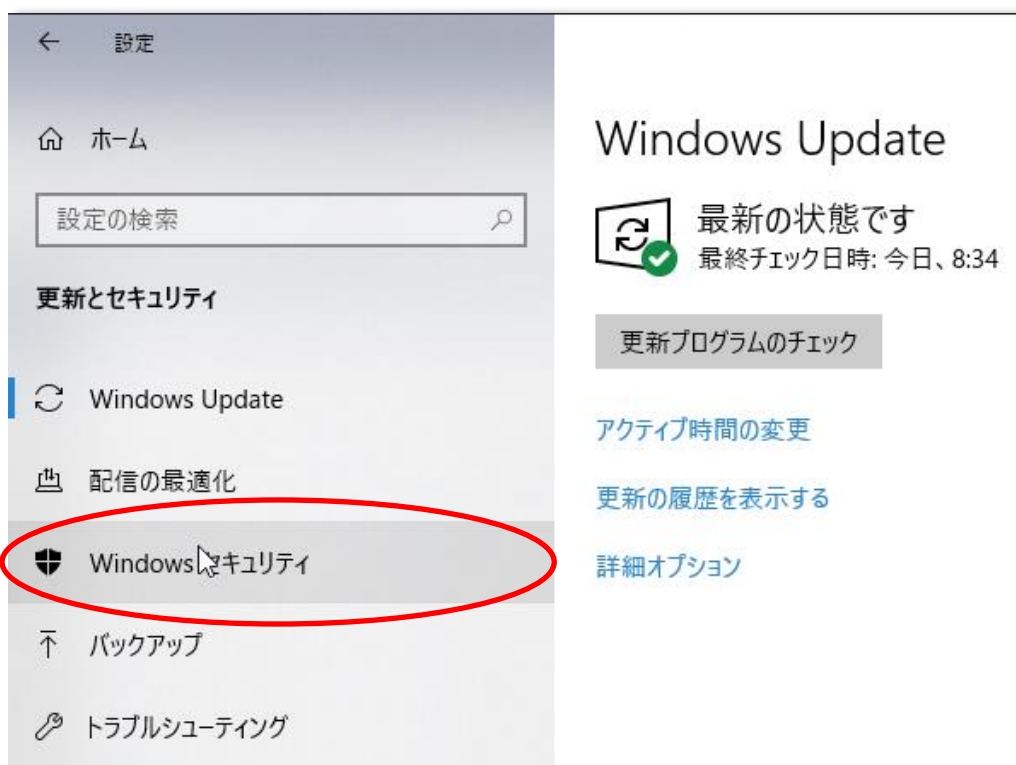 設定
ホーム
設定の検索
更新とセキュリティ
Windows Update
配信の最適化
Windows セキュリティ
バックアップ
トラブルシューティング
Windows Update
最新の状態です
最終チェック日時: 今日、8:34
更新プログラムのチェック
アクティブ時間の変更
更新の履歴を表示する
詳細オプション